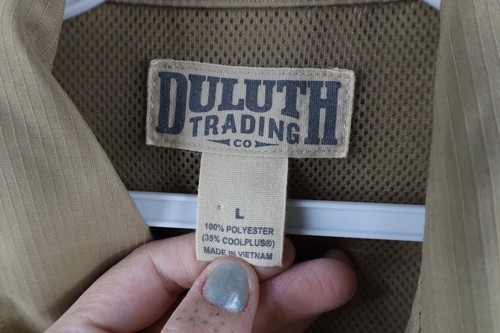 DULUTH
TRADING
CO
L
100% POLYESTER
(35% COOLPLUS®)
MADE IN VIETNAM